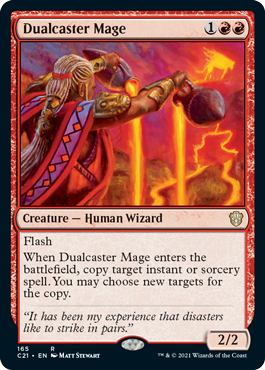 Dualcaster Mage 1
Creature — Human Wizard
Flash
When Dualcaster Mage enters the
battlefield, copy target instant or sorcery
spell. You may choose new targets for
the copy.
“It has been my experience that disasters
like to strike in pairs.”
2/2
165 R
C21 • EN Matt Stewart
™ & © 2021 Wizards of the Coast